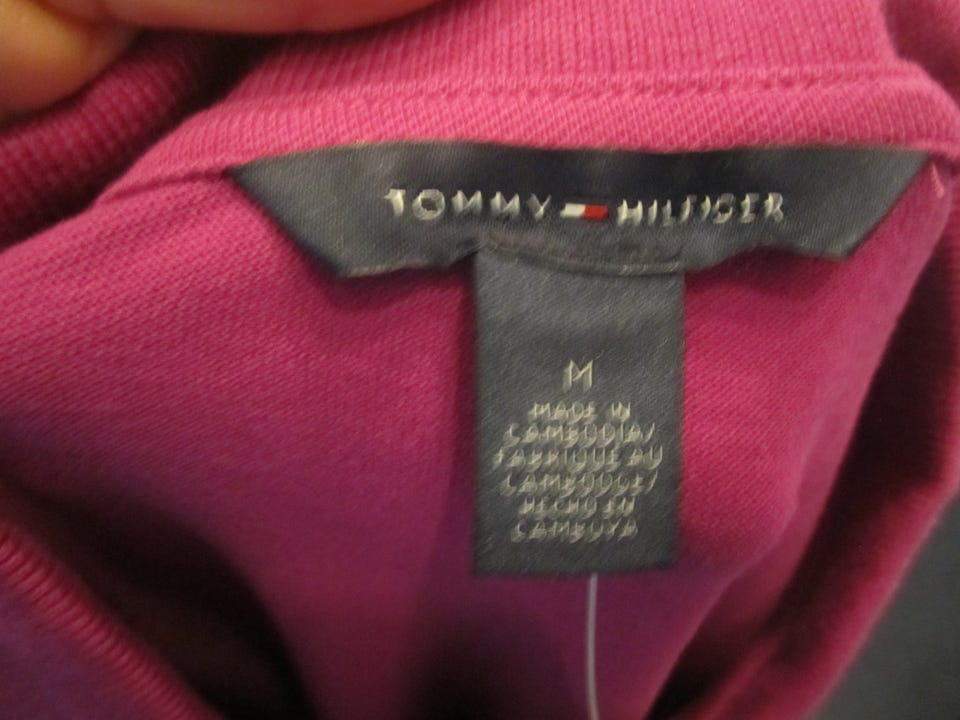 TOMMY HILFIGER
M
MADE IN
CAMBODIA/
FABRIQUE AU
CAMBODGE/
HECHO EN
CAMBOYA